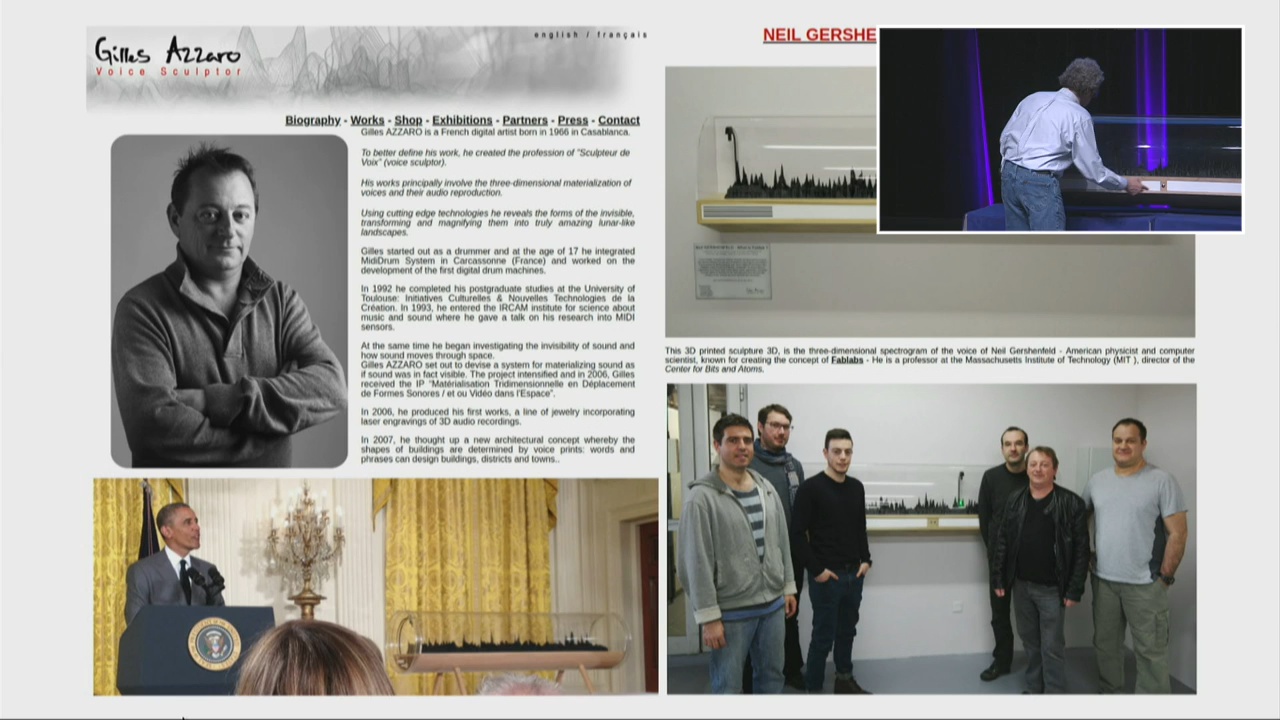 Gilles Azzaro
Voice Sculptor
english / français
Biography - Works - Shop - Exhibitions - Partners - Press - Contact
Gilles AZZARO is a French digital artist born in 1966 in Casablanca.
To better define his work, he created the profession of "Sculpteur de
Voix" (voice sculptor).
His works principally involve the three-dimensional materialization of
voices and their audio reproduction.
Using cutting edge technologies he reveals the forms of the invisible,
transforming and magnifying them into truly amazing lunar-like
landscapes.
Gilles started out as a drummer and at the age of 17 he integrated
MidiDrum System in Carcassonne (France) and worked on the
development of the first digital drum machines.
In 1992 he completed his postgraduate studies at the University of
Toulouse: Initiatives Culturelles & Nouvelles Technologies de la
Création. In 1993, he entered the IRCAM institute for science about
music and sound where he gave a talk on his research into MIDI
sensors.
At the same time he began investigating the invisibility of sound and
how sound moves through space.
Gilles AZZARO set out to devise a system for materializing sound as
if sound was in fact visible. The project intensified and in 2006, Gilles
received the IP "Matérialisation Tridimensionnelle en Déplacement
de Formes Sonores / et ou Vidéo dans l'Espace".
In 2006, he produced his first works, a line of jewelry incorporating
laser engravings of 3D audio recordings.
In 2007, he thought up a new architectural concept whereby the
shapes of buildings are determined by voice prints: words and
phrases can design buildings, districts and towns..
NEIL GERSHE
This 3D printed sculpture 3D, is the three-dimensional spectrogram of the voice of Neil Gershenfeld - American physicist and computer
scientist, known for creating the concept of Fablabs - He is a professor at the Massachusetts Institute of Technology (MIT ), director of the
Center for Bits and Atoms.